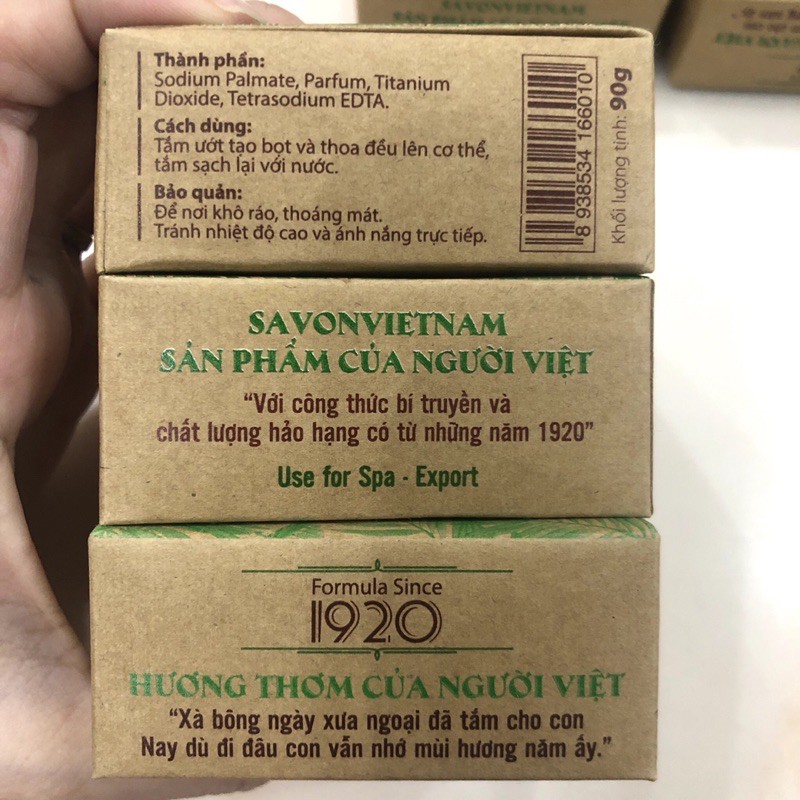 SAVONVIETNAM
Thành phần:
Sodium Palmate, Parfum, Titanium
Dioxide, Tetrasodium EDTA.
Cách dùng:
Tắm ướt tạo bọt và thoa đều lên cơ thể,
tắm sạch lại với nước.
Bảo quản:
Để nơi khô ráo, thoáng mát.
Tránh nhiệt độ cao và ánh nắng trực tiếp.
8 938534 166010
Khối lượng tịnh: 90g
SAVONVIETNAM
SẢN PHẨM CỦA NGƯỜI VIỆT
“Với công thức bí truyền và
chất lượng hảo hạng có từ những năm 1920”
Use for Spa - Export
Formula Since
1920
HƯƠNG THƠM CỦA NGƯỜI VIỆT
“Xà bông ngày xưa ngoại đã tắm cho con
Nay dù đi đâu con vẫn nhớ mùi hương năm ấy.”